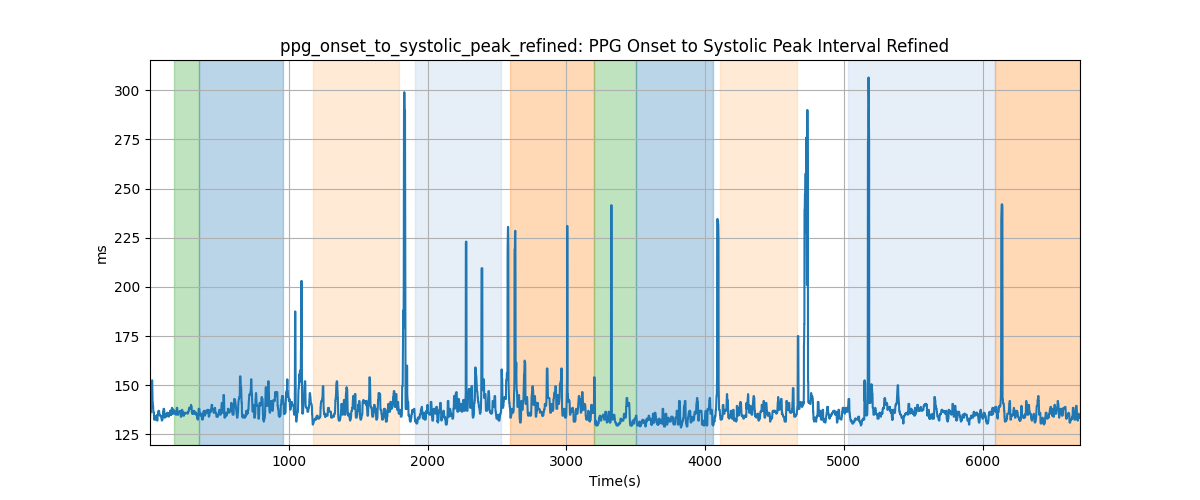 ppg_onset_to_systolic_peak_refined: PPG Onset to Systolic Peak Interval Refined
300
275
250
225
200
175
150
125
ms
1000 2000 3000 4000 5000 6000
Time(s)